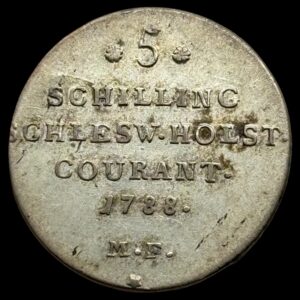 * 5 *
SCHILLING
SCHLESW. HOLST.
COURANT.
1788.
M.F.